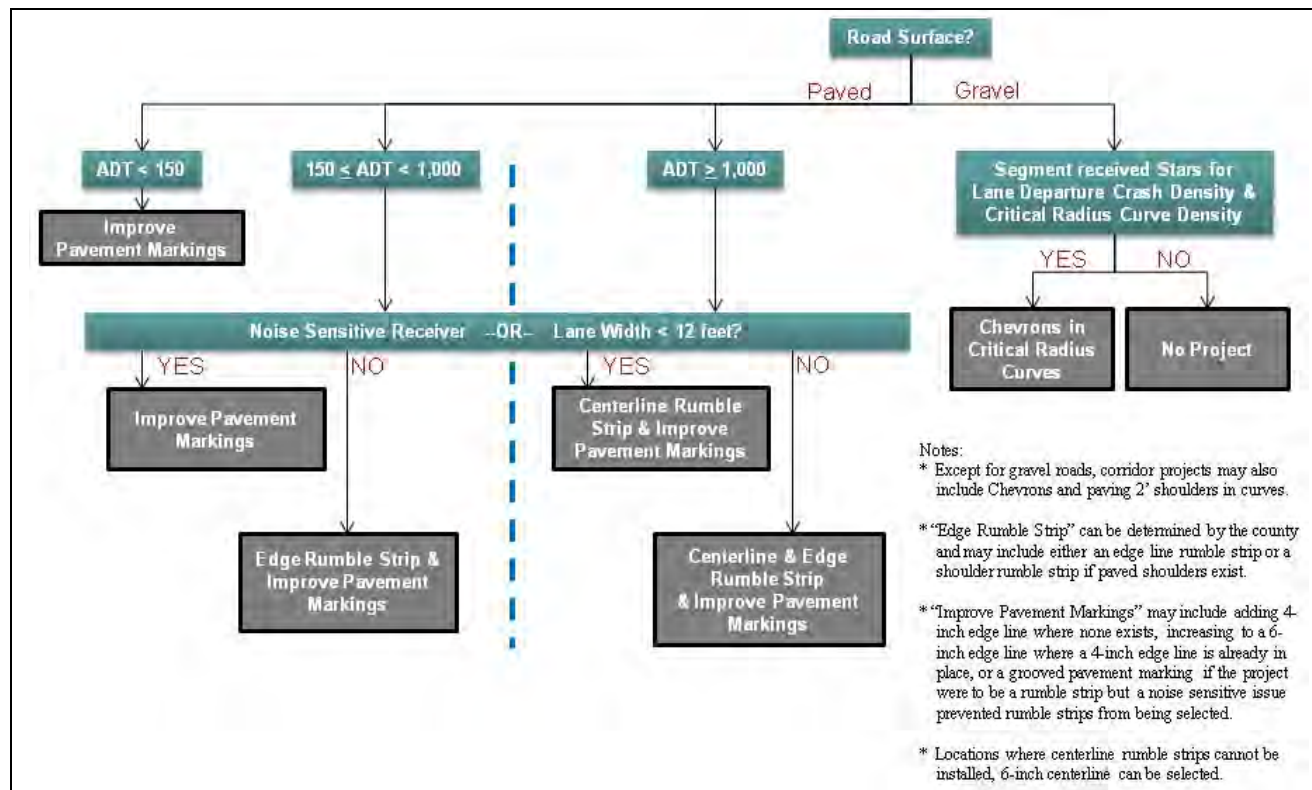 Road Surface?
Paved
Gravel
ADT < 150
150 ≤ ADT < 1,000
ADT ≥ 1,000
Segment received Stars for
Lane Departure Crash Density &
Critical Radius Curve Density
Improve
Pavement Markings
YES
NO
Noise Sensitive Receiver --OR-- Lane Width < 12 feet?
Chevrons in
Critical Radius
Curves
No Project
YES
NO
YES
NO
Improve Pavement
Markings
Centerline Rumble
Strip & Improve
Pavement Markings
Edge Rumble Strip &
Improve Pavement
Markings
Centerline & Edge
Rumble Strip
& Improve Pavement
Markings
Notes:
* Except for gravel roads, corridor projects may also
include Chevrons and paving 2' shoulders in curves.
* "Edge Rumble Strip" can be determined by the county
and may include either an edge line rumble strip or a
shoulder rumble strip if paved shoulders exist.
* "Improve Pavement Markings" may include adding 4-
inch edge line where none exists, increasing to a 6-
inch edge line where a 4-inch edge line is already in
place, or a grooved pavement marking if the project
were to be a rumble strip but a noise sensitive issue
prevented rumble strips from being selected.
* Locations where centerline rumble strips cannot be
installed, 6-inch centerline can be selected.